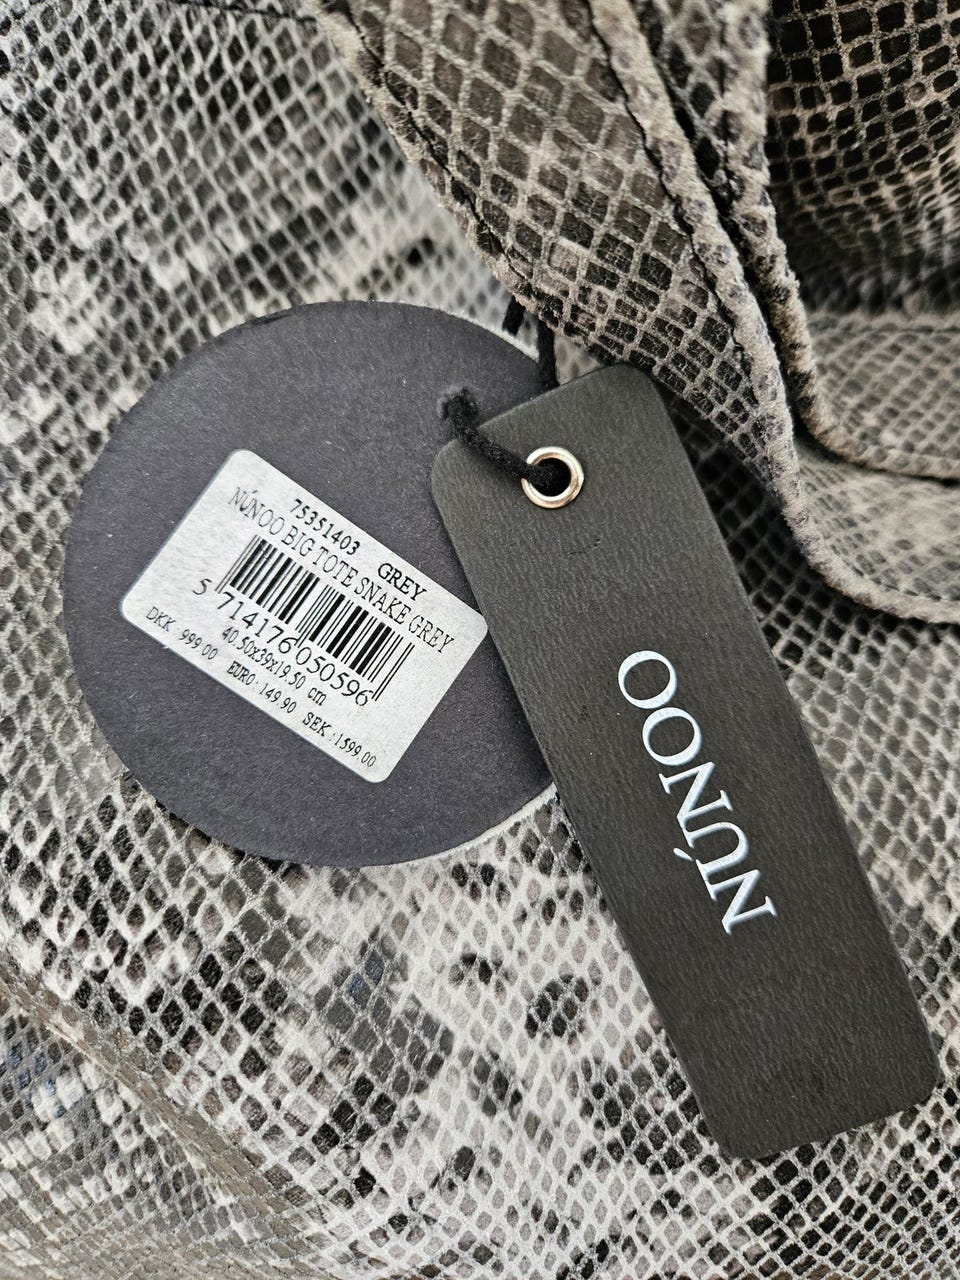 75351403 GREY
NÚNOO BIG TOTE SNAKE GREY
5 714176 050596
40.50x39x19.50 cm
DKK: 999.00 EURO: 149.90 SEK: 1599.00
NÚNOO